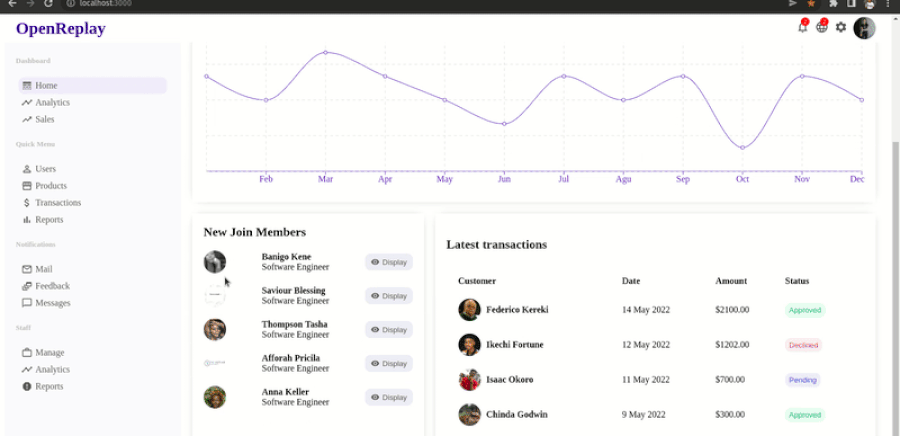 localhost:3000
OpenReplay
2
2
Dashboard
Home
Analytics
Sales
Quick Menu
Users
Products
Transactions
Reports
Notifications
Mail
Feedback
Messages
Staff
Manage
Analytics
Reports
Feb Mar Apr May Jun Jul Agu Sep Oct Nov Dec
New Join Members
Banigo Kene
Software Engineer
Display
Saviour Blessing
Software Engineer
Display
Thompson Tasha
Software Engineer
Display
Afforah Pricila
Software Engineer
Display
Anna Keller
Software Engineer
Display
Latest transactions
Customer Date Amount Status
Federico Kereki 14 May 2022 $2100.00 Approved
Ikechi Fortune 12 May 2022 $1202.00 Declined
Isaac Okoro 11 May 2022 $700.00 Pending
Chinda Godwin 9 May 2022 $300.00 Approved